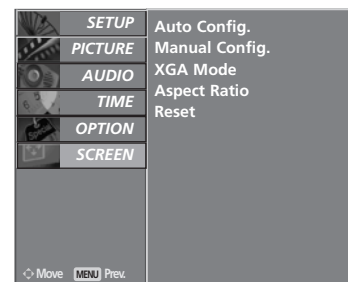 SETUP
PICTURE
AUDIO
TIME
OPTION
SCREEN
Auto Config.
Manual Config.
XGA Mode
Aspect Ratio
Reset
Move MENU Prev.